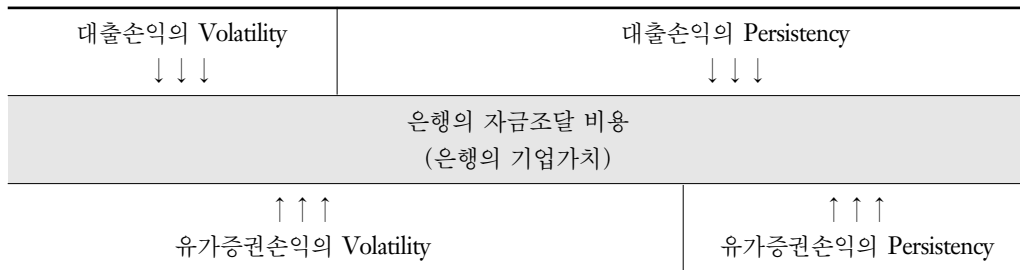 대출손익의 Volatility 대출손익의 Persistency
↓ ↓ ↓ ↓ ↓ ↓
은행의 자금조달 비용
(은행의 기업가치)
↑ ↑ ↑ ↑ ↑ ↑
유가증권손익의 Volatility 유가증권손익의 Persistency